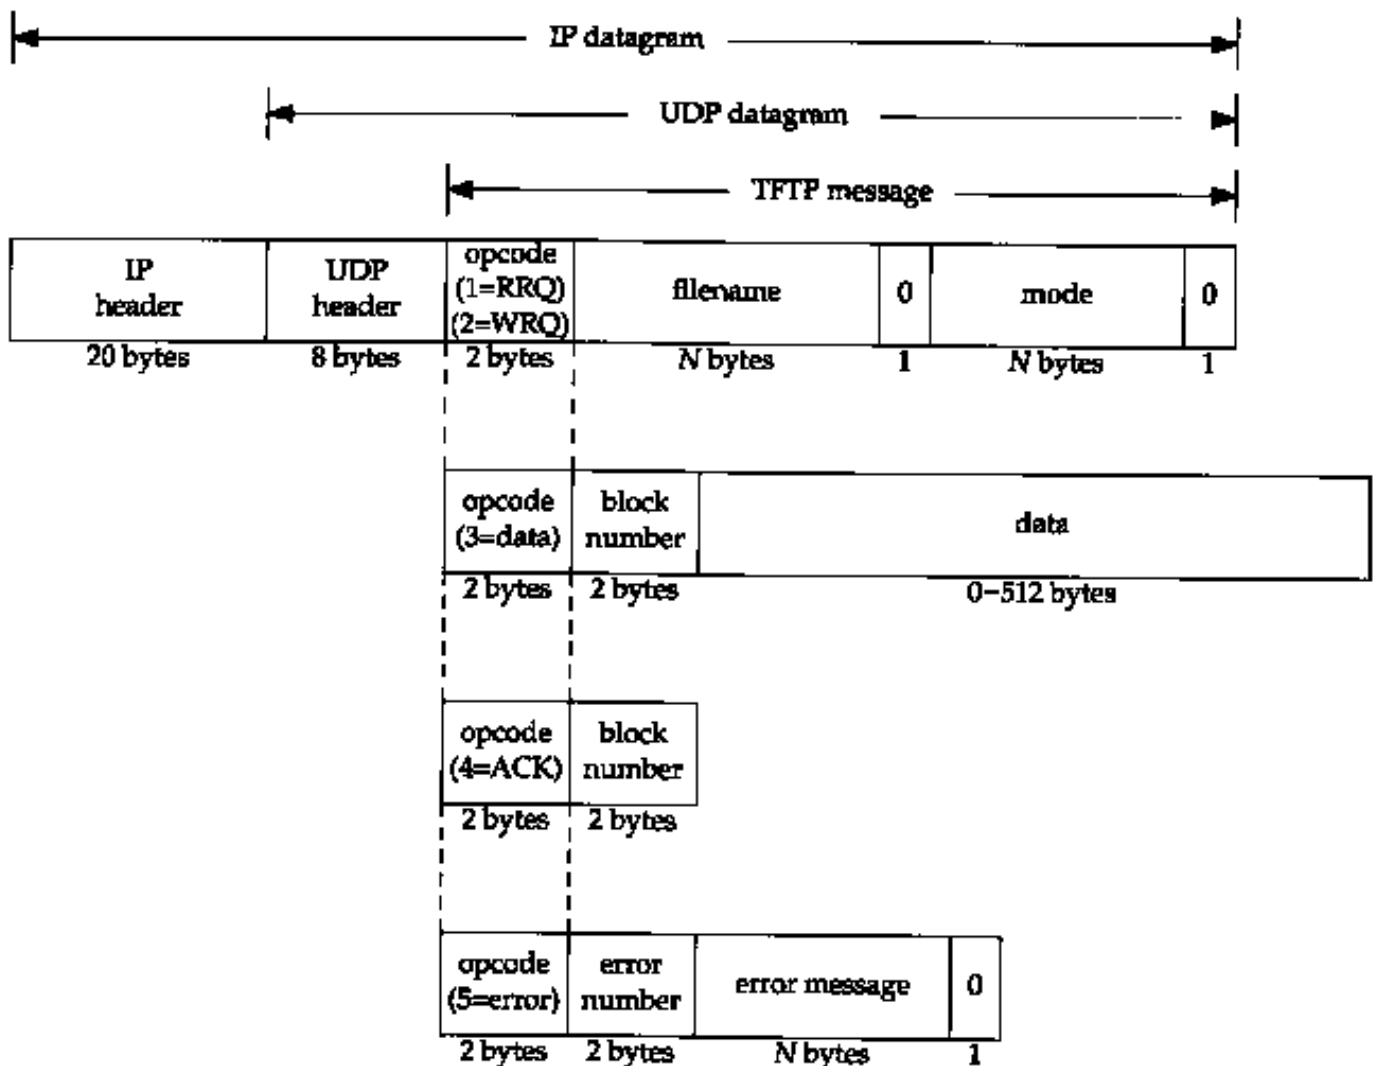 IP datagram
UDP datagram
TFTP message
IP header
UDP header
opcode (1=RRQ) (2=WRQ)
filename
0
mode
0
20 bytes
8 bytes
2 bytes
N bytes
1
N bytes
1
opcode (3=data)
block number
data
2 bytes
2 bytes
0-512 bytes
opcode (4=ACK)
block number
2 bytes
2 bytes
opcode (5=error)
error number
error message
0
2 bytes
2 bytes
N bytes
1